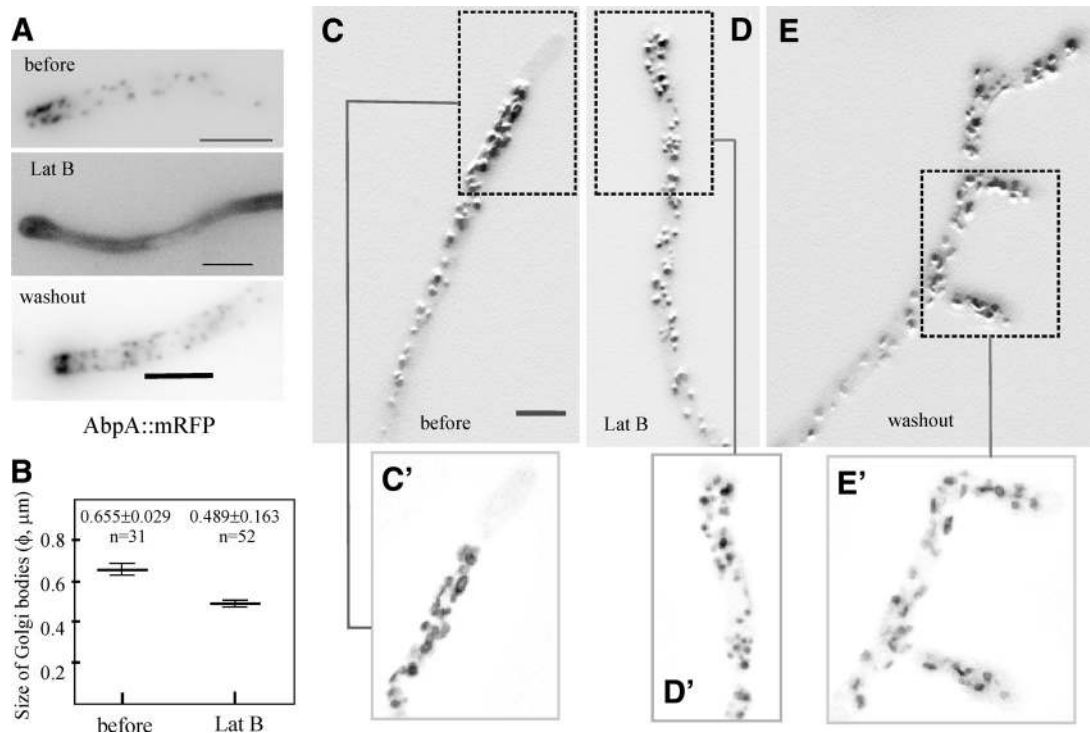 A
before
Lat B
washout
AbpA::mRFP
B
0.655±0.029
n=31
0.489±0.163
n=52
Size of Golgi bodies (ϕ, µm)
0.8
0.6
0.4
0.2
before
Lat B
C
before
D
Lat B
E
washout
C'
D'
E'